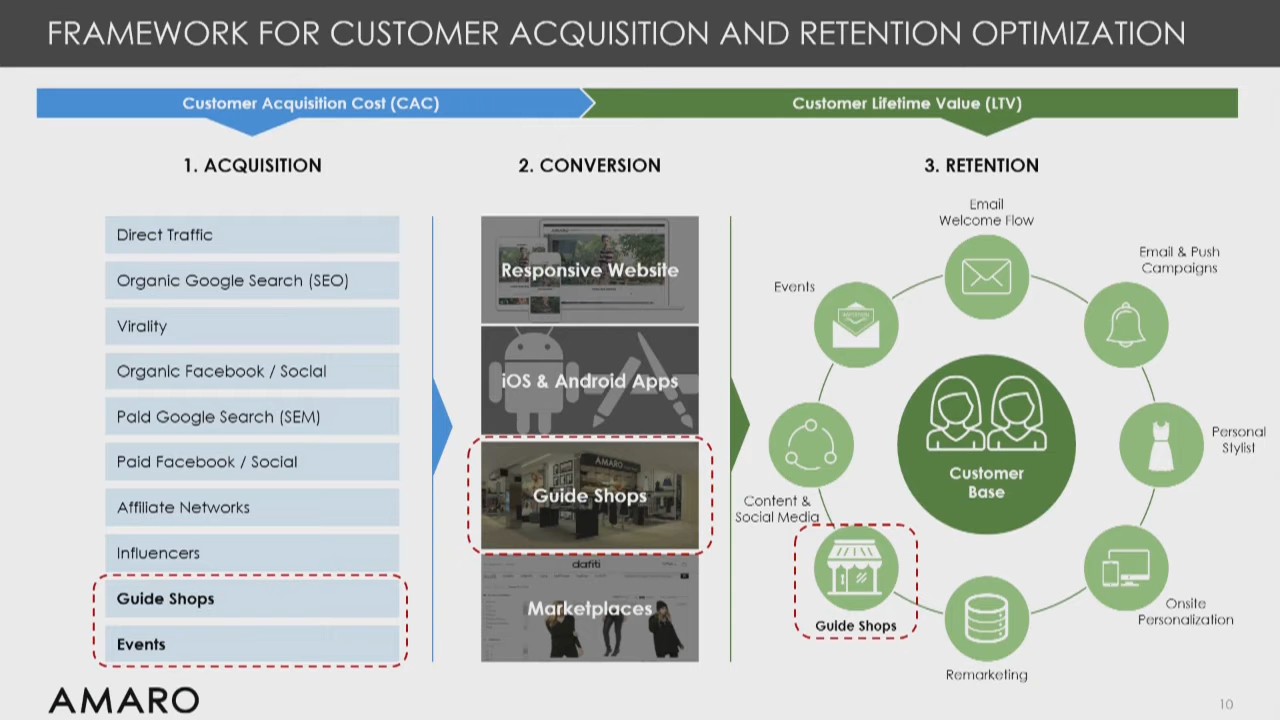 FRAMEWORK FOR CUSTOMER ACQUISITION AND RETENTION OPTIMIZATION
Customer Acquisition Cost (CAC)
Customer Lifetime Value (LTV)
1. ACQUISITION
Direct Traffic
Organic Google Search (SEO)
Virality
Organic Facebook / Social
Paid Google Search (SEM)
Paid Facebook / Social
Affiliate Networks
Influencers
Guide Shops
Events
2. CONVERSION
Responsive Website
iOS & Android Apps
AMARO
Guide Shops
dafiti
Marketplaces
3. RETENTION
Email
Welcome Flow
Email & Push
Campaigns
Personal
Stylist
Onsite
Personalization
Remarketing
Guide Shops
Content &
Social Media
Events
INVITATION
Customer
Base
AMARO
10